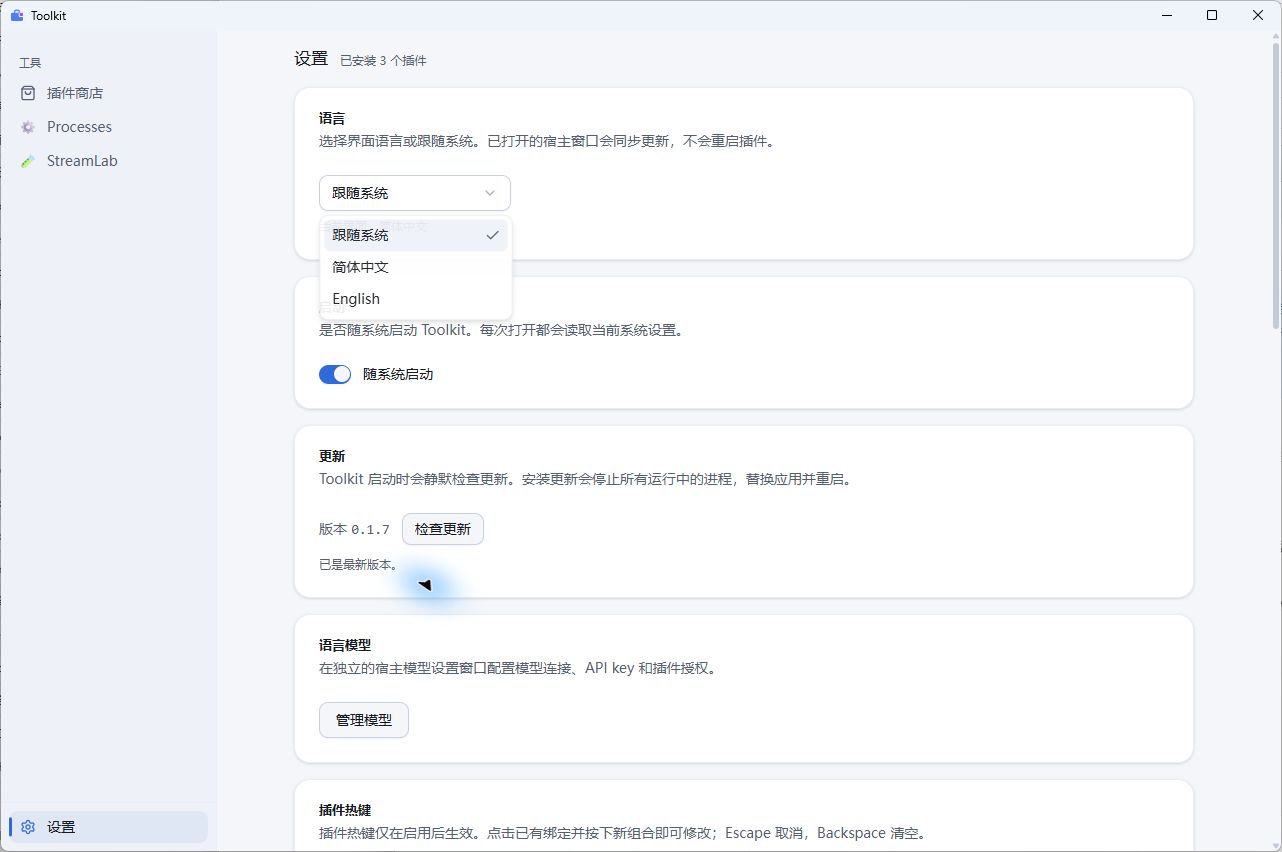 Toolkit
工具
插件商店
Processes
StreamLab
设置
设置 已安装 3 个插件
语言
选择界面语言或跟随系统。已打开的宿主窗口会同步更新，不会重启插件。
跟随系统
跟随系统
简体中文
English
启动
是否随系统启动 Toolkit。每次打开都会读取当前系统设置。
随系统启动
更新
Toolkit 启动时会静默检查更新。安装更新会停止所有运行中的进程，替换应用并重启。
版本 0.1.7 检查更新
已是最新版本。
语言模型
在独立的宿主模型设置窗口配置模型连接、API key 和插件授权。
管理模型
插件热键
插件热键仅在启用后生效。点击已有绑定并按下新组合即可修改；Escape 取消，Backspace 清空。